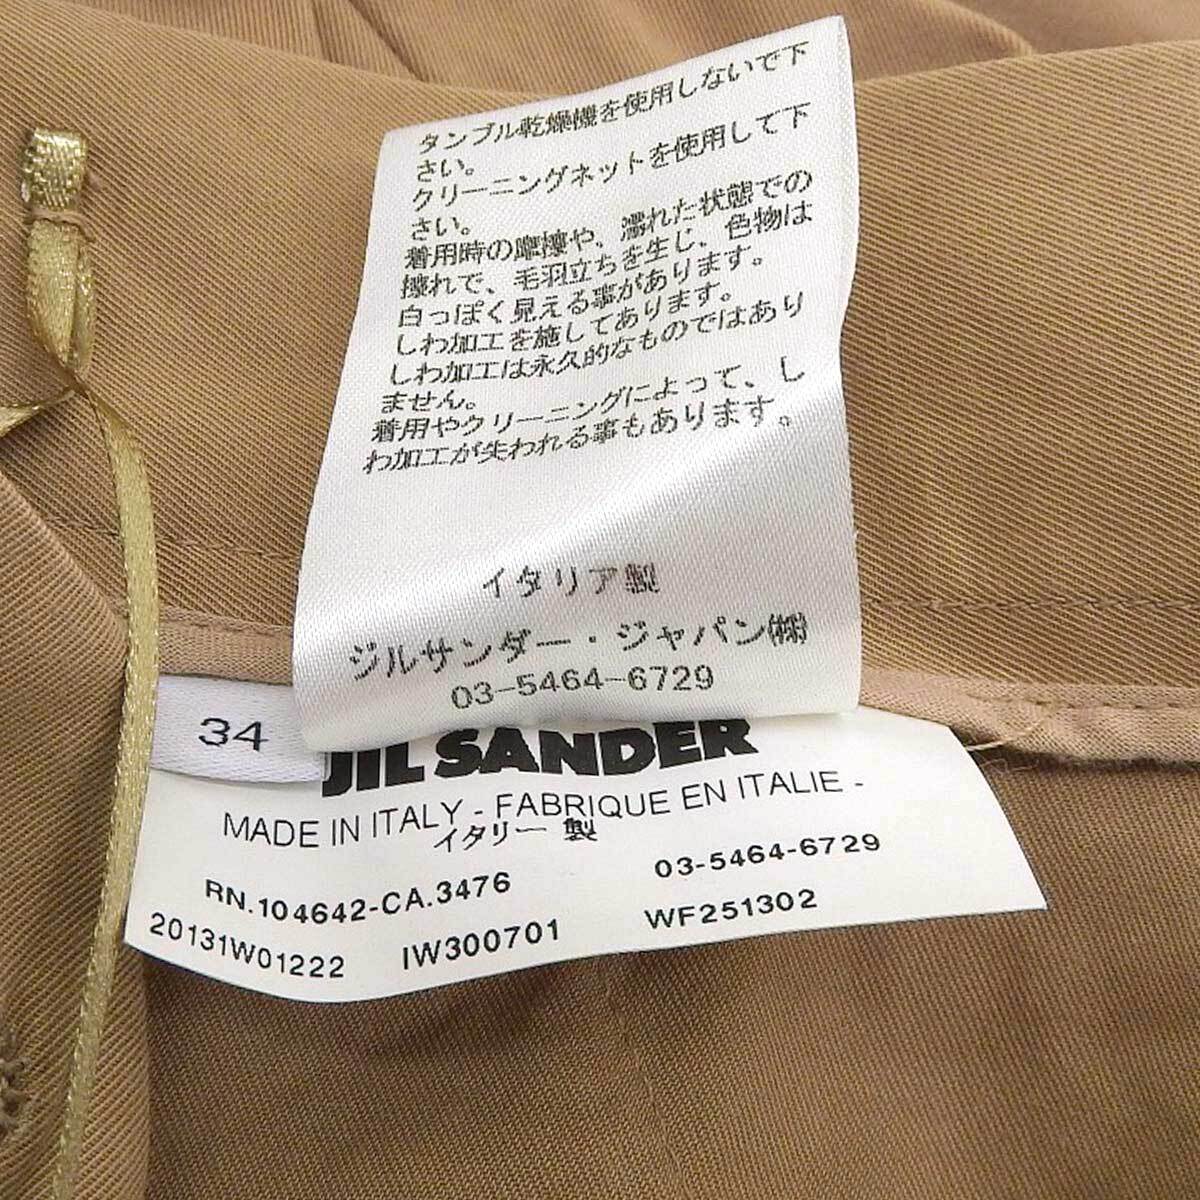 タンブル乾燥機を使用しないで下
さい。
クリーニングネットを使用して下
さい。
着用時の摩擦や、濡れた状態での
擦れで、毛羽立ちを生じ、色物は
白っぽく見える事があります。
しわ加工を施してあります。
しわ加工は永久的なものではあり
ません。
着用やクリーニングによって、し
わ加工が失われる事もあります。
イタリア製
ジルサンダー・ジャパン㈱
03-5464-6729
34
JIL SANDER
MADE IN ITALY - FABRIQUE EN ITALIE -
イタリー 製
RN.104642-CA.3476 03-5464-6729
20131W01222 IW300701 WF251302